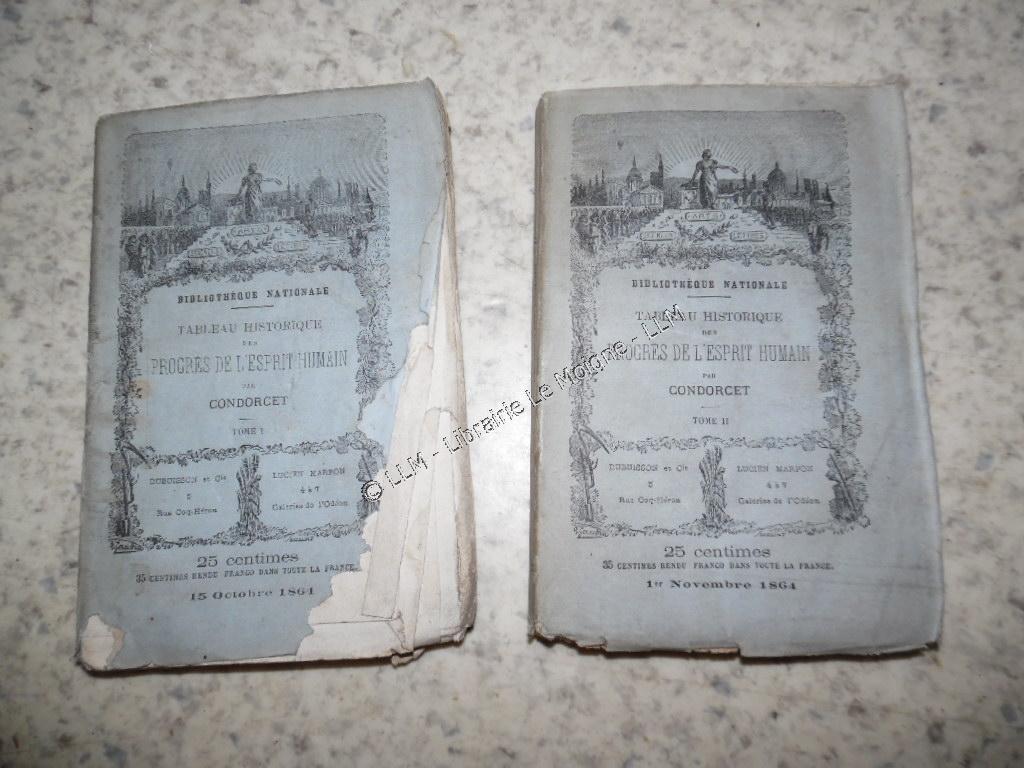 ARTS
LETTRES
BIBLIOTHÈQUE NATIONALE
TABLEAU HISTORIQUE
DES
PROGRÈS DE L'ESPRIT HUMAIN
PAR
CONDORCET
TOME I
DUBUISSON et Cie
5
Rue Coq-Héron
LUCIEN MARPON
4 à 7
Galeries de l'Odéon
25 centimes
35 CENTIMES RENDU FRANCO DANS TOUTE LA FRANCE.
15 Octobre 1864
ARTS
LETTRES
BIBLIOTHÈQUE NATIONALE
TABLEAU HISTORIQUE
DES
PROGRÈS DE L'ESPRIT HUMAIN
PAR
CONDORCET
TOME II
DUBUISSON et Cie
5
Rue Coq-Héron
LUCIEN MARPON
4 à 7
Galeries de l'Odéon
25 centimes
35 CENTIMES RENDU FRANCO DANS TOUTE LA FRANCE.
1er Novembre 1864
© LLM - Librairie Le Moigne - LLM